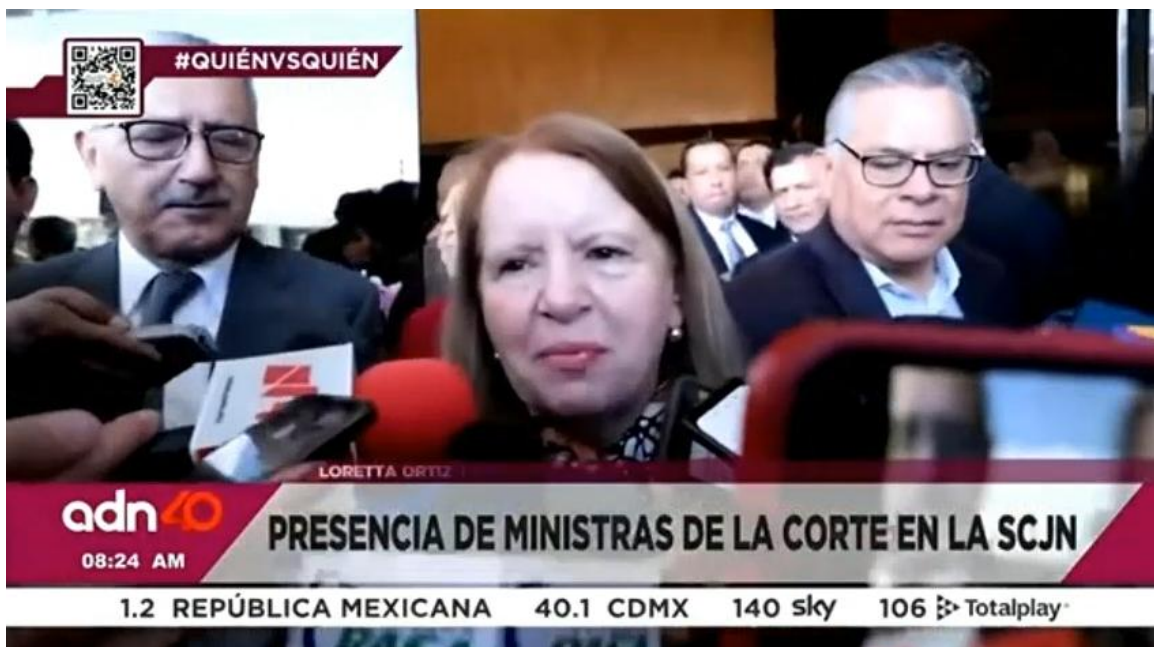 #QUIÉNVSQUIÉN
LORETTA ORTIZ
adn40
08:24 AM
PRESENCIA DE MINISTRAS DE LA CORTE EN LA SCJN
1.2 REPÚBLICA MEXICANA 40.1 CDMX 140 sky 106 Totalplay